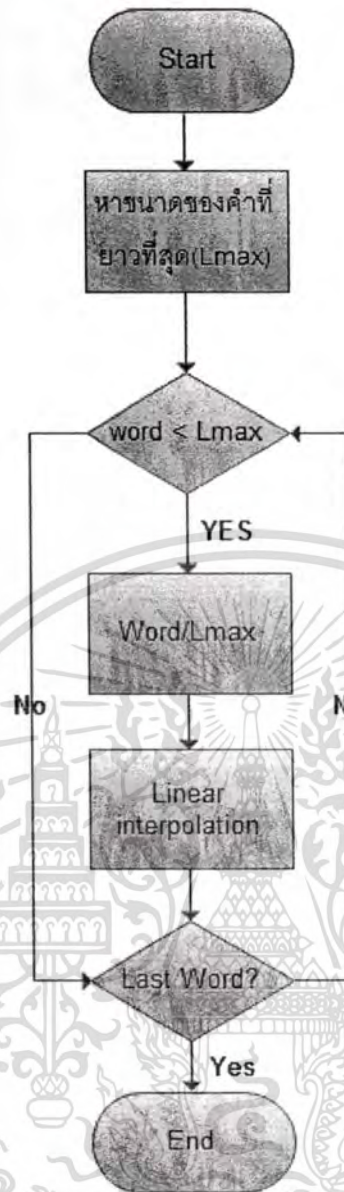 Start
หาขนาดของคำที่
ยาวที่สุด(Lmax)
word < Lmax
YES
Word/Lmax
No
Linear
interpolation
Last Word?
Yes
End